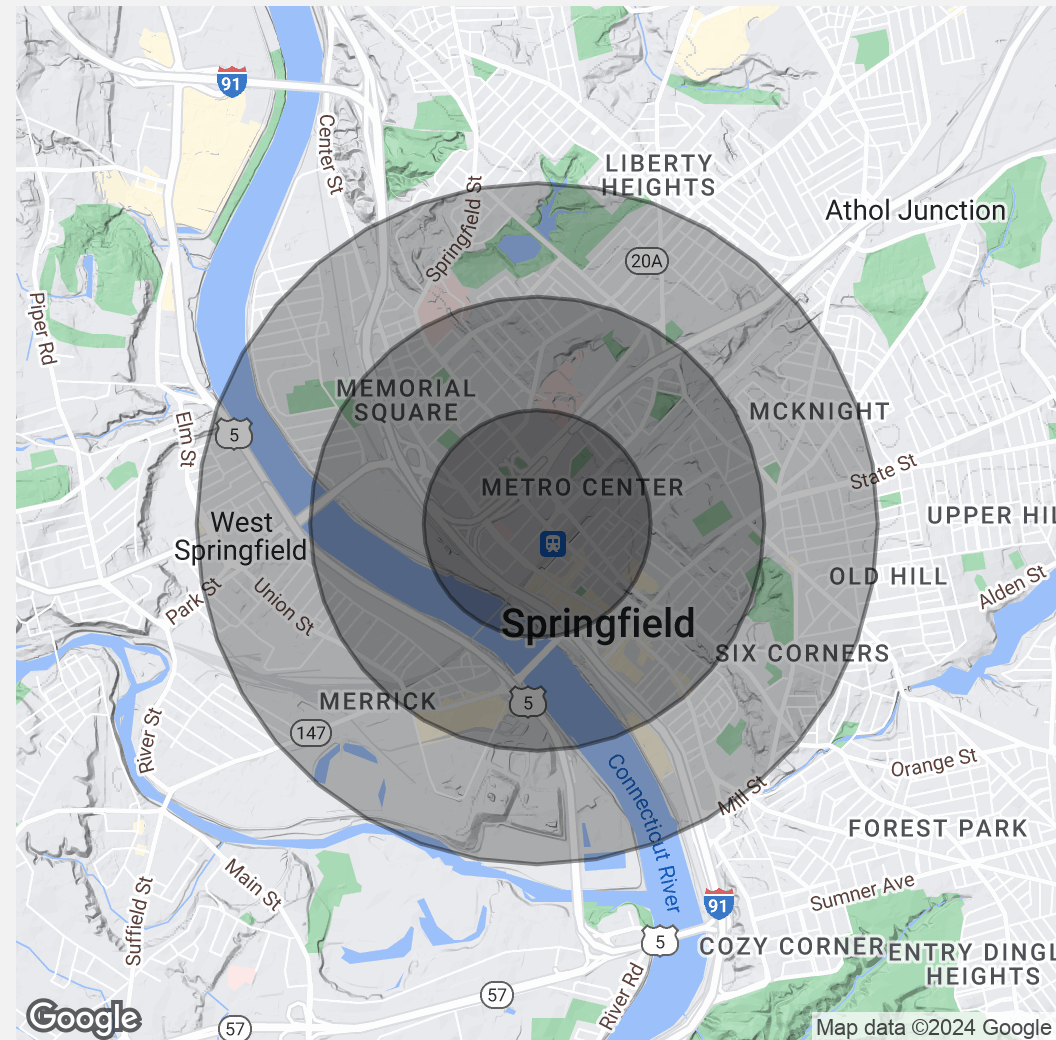 91
Center St
LIBERTY
HEIGHTS
Springfield St
Athol Junction
20A
Piper Rd
MEMORIAL
SQUARE
MCKNIGHT
Elm St
5
State St
METRO CENTER
West
Springfield
UPPER HIL
OLD HILL
Alden St
Park St
Union St
Springfield
SIX CORNERS
MERRICK
5
147
River St
Connecticut River
Orange St
Mill St
FOREST PARK
Main St
Sumner Ave
Suffield St
91
5
COZY CORNER
ENTRY DINGL
HEIGHTS
57
River Rd
Google
57
Map data ©2024 Google